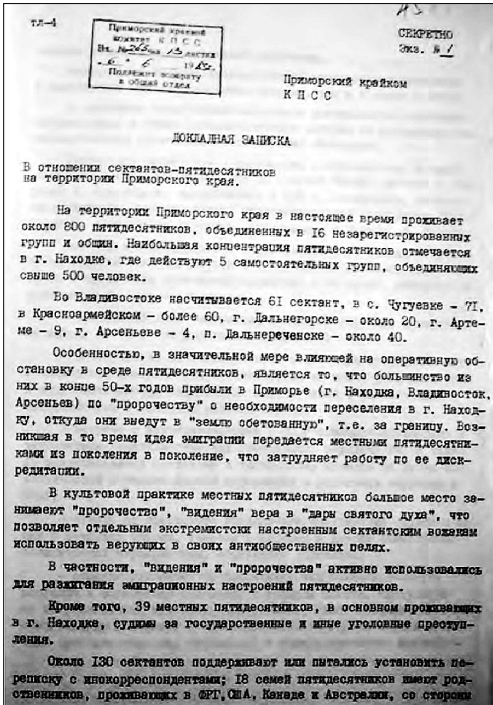 тл-4
СЕКРЕТНО
Экз. № 1
Приморский краевой
комитет КПСС
Вх. № на 13 листах
Подлежит возврату
в общий отдел
Приморский крайком
КПСС
ДОКЛАДНАЯ ЗАПИСКА
В отношении сектантов-пятидесятников
на территории Приморского края.
На территории Приморского края в настоящее время проживает
около 800 пятидесятников, объединенных в 16 незарегистрированных
групп и общин. Наибольшая концентрация пятидесятников отмечается
в г. Находке, где действуют 5 самостоятельных групп, объединяющих
свыше 500 человек.
Во Владивостоке насчитывается 61 сектант, в с. Чугуевке - 71,
в Красноармейском - более 60, г. Дальнегорске - около 20, г. Арте-
ме - 9, г. Арсеньеве - 4, п. Дальнереченске - около 40.
Особенностью, в значительной мере влияющей на оперативную об-
становку в среде пятидесятников, является то, что большинство из
них в конце 50-х годов прибыли в Приморье (г. Находка, Владивосток,
Арсеньев) по "пророчеству" о необходимости переселения в г. Наход-
ку, откуда они выедут в "землю обетованную", т.е. за границу. Воз-
никшая в то время идея эмиграции передается местными пятидесятни-
ками из поколения в поколение, что затрудняет работу по ее диск-
редитации.
В культовой практике местных пятидесятников большое место за-
нимают "пророчество", "видения" вера в "дары святого духа", что
позволяет отдельным экстремистски настроенным сектантским вожакам
использовать верующих в своих антиобщественных целях.
В частности, "видения" и "пророчества" активно использовались
для разжигания эмиграционных настроений пятидесятников.
Кроме того, 39 местных пятидесятников, в основном проживающих
в г. Находке, судимы за государственные и иные уголовные преступ-
ления.
Около 130 сектантов поддерживают или пытались установить пе-
реписку с инокорреспондентами; 18 семей пятидесятников имеют род-
ственников, проживающих в ФРГ, США, Канаде и Австралии, со стороны